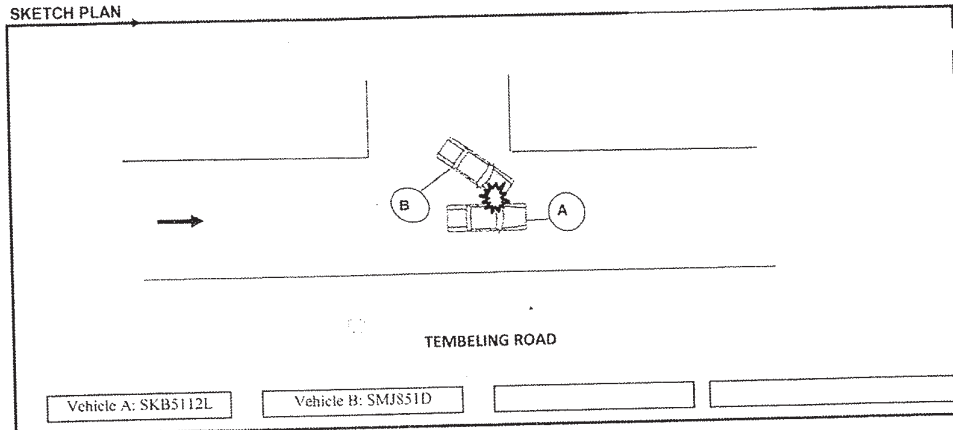 SKETCH PLAN
B
A
TEMBELING ROAD
Vehicle A: SKB5112L
Vehicle B: SMJ851D